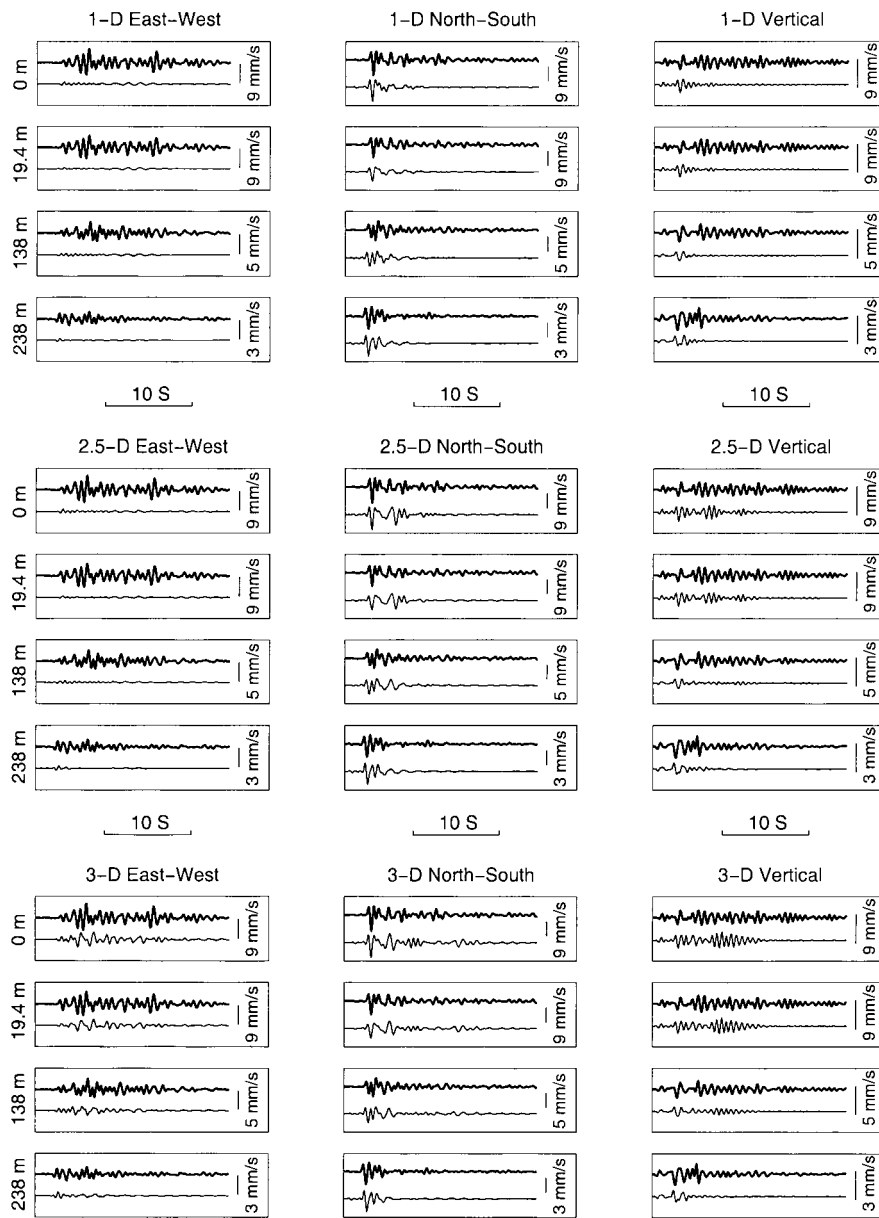 1–D East–West 1–D North–South 1–D Vertical
0 m 9 mm/s 9 mm/s 9 mm/s
19.4 m 9 mm/s 9 mm/s 9 mm/s
138 m 5 mm/s 5 mm/s 5 mm/s
238 m 3 mm/s 3 mm/s 3 mm/s
10 S 10 S 10 S
2.5–D East–West 2.5–D North–South 2.5–D Vertical
0 m 9 mm/s 9 mm/s 9 mm/s
19.4 m 9 mm/s 9 mm/s 9 mm/s
138 m 5 mm/s 5 mm/s 5 mm/s
238 m 3 mm/s 3 mm/s 3 mm/s
10 S 10 S 10 S
3–D East–West 3–D North–South 3–D Vertical
0 m 9 mm/s 9 mm/s 9 mm/s
19.4 m 9 mm/s 9 mm/s 9 mm/s
138 m 5 mm/s 5 mm/s 5 mm/s
238 m 3 mm/s 3 mm/s 3 mm/s